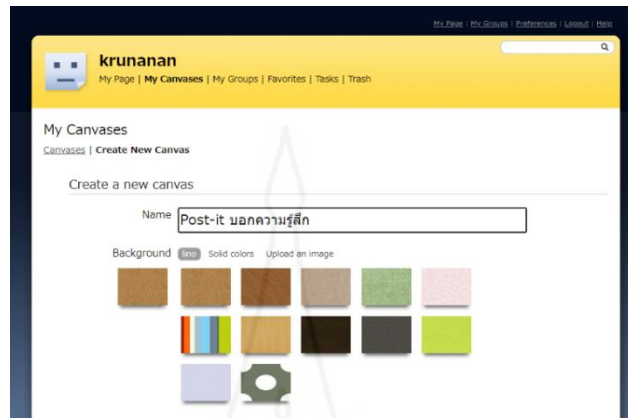 My Page | My Groups | Preferences | Logout | Help
krunanan
My Page | My Canvases | My Groups | Favorites | Tasks | Trash
My Canvases
Canvases | Create New Canvas
Create a new canvas
Name Post-it บอกความรู้สึก
Background lino Solid colors Upload an image